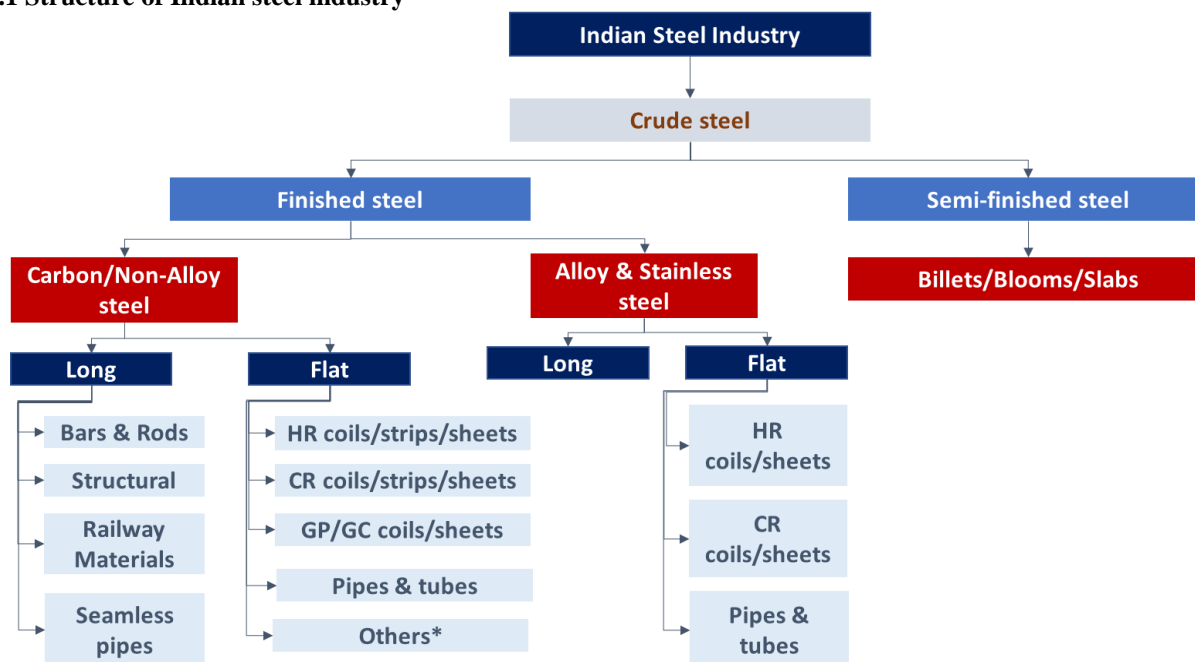 .1 Structure of Indian steel industry
Indian Steel Industry
Crude steel
Finished steel
Semi-finished steel
Carbon/Non-Alloy
steel
Alloy & Stainless
steel
Billets/Blooms/Slabs
Long
Flat
Long
Flat
Bars & Rods
Structural
Railway
Materials
Seamless
pipes
HR coils/strips/sheets
CR coils/strips/sheets
GP/GC coils/sheets
Pipes & tubes
Others*
HR
coils/sheets
CR
coils/sheets
Pipes &
tubes